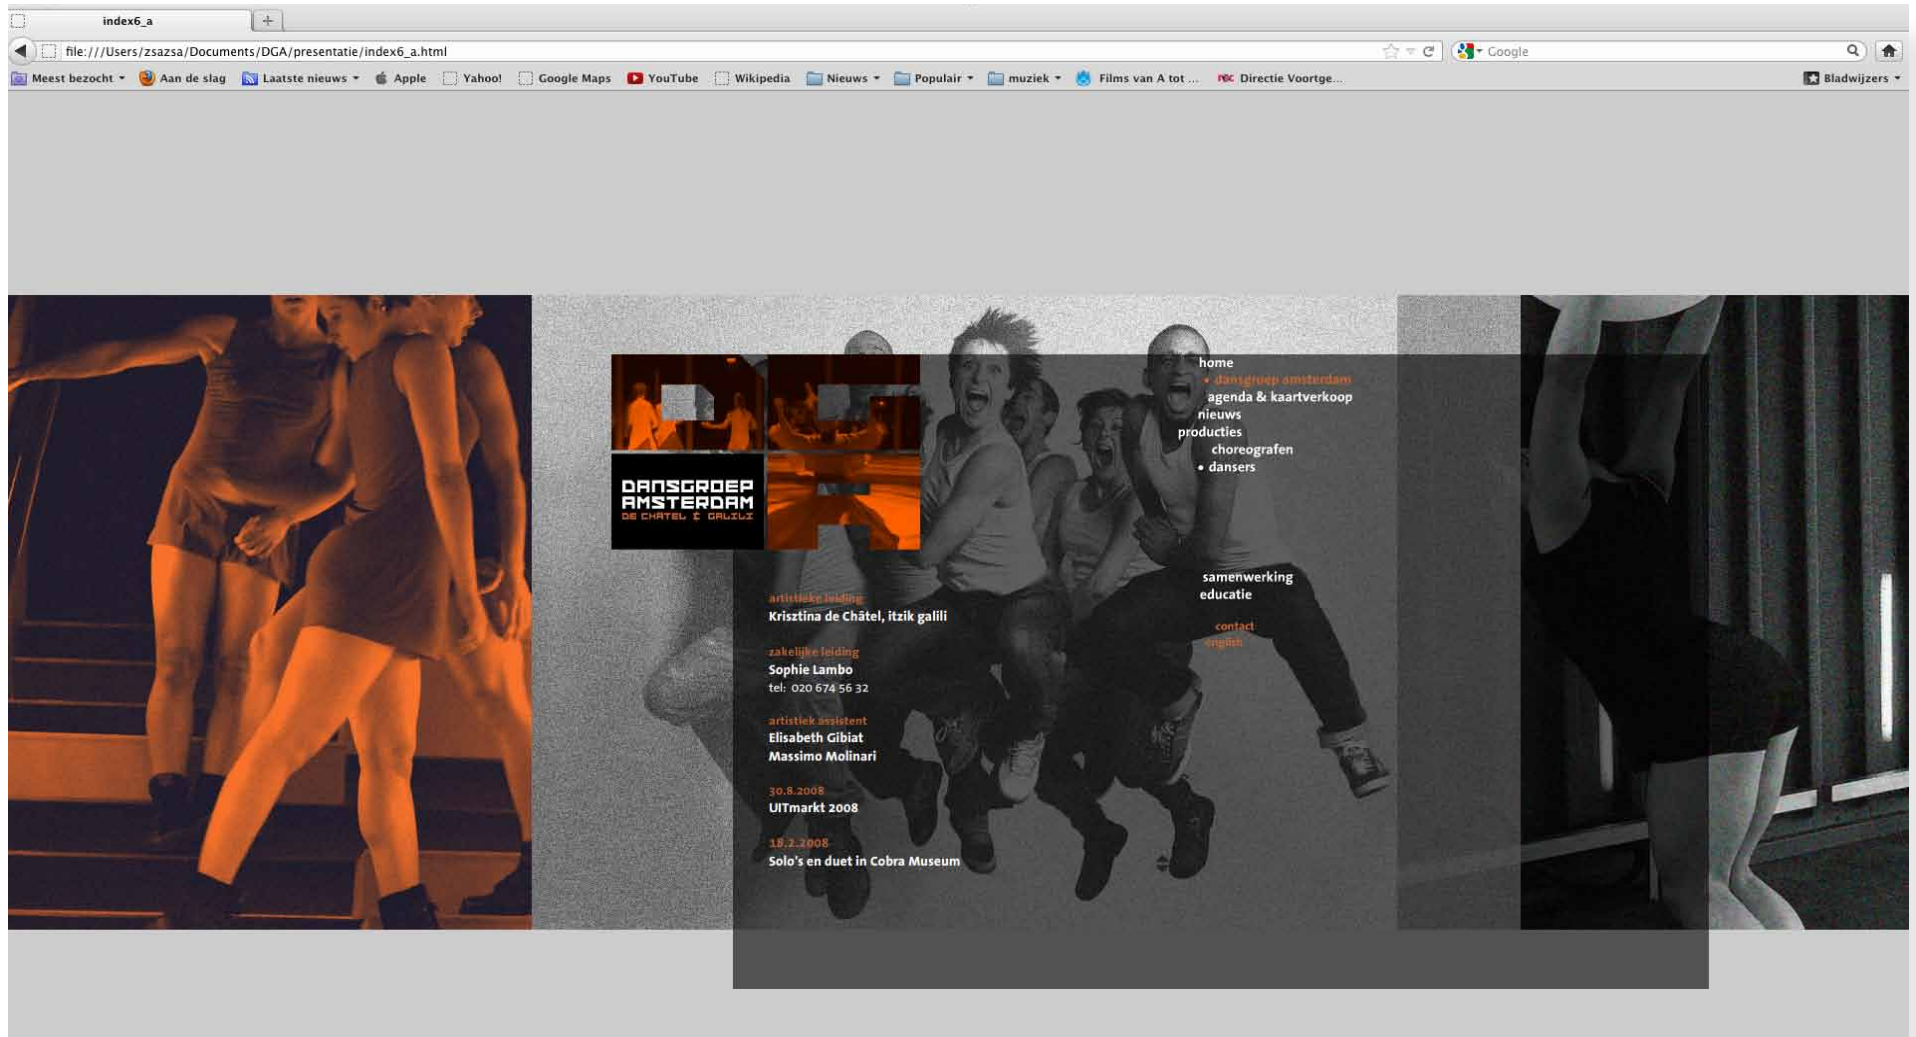 index6_a
file:///Users/zsazsa/Documents/DGA/presentatie/index6_a.html
Google
Meest bezocht
Aan de slag
Laatste nieuws
Apple
Yahoo!
Google Maps
YouTube
Wikipedia
Nieuws
Populair
muziek
Films van A tot ...
Directie Voortge...
Bladwijzers
DANSGROEP
AMSTERDAM
DE CHÂTEL & GALILI
home
• dansgroep amsterdam
agenda & kaartverkoop
nieuws
producties
choreografen
• dansers
samenwerking
educatie
contact
english
artistieke leiding
Krisztina de Châtel, itzik galili
zakelijke leiding
Sophie Lambo
tel: 020 674 56 32
artistiek assistent
Elisabeth Gibiat
Massimo Molinari
30.8.2008
UITmarkt 2008
18.2.2008
Solo's en duet in Cobra Museum